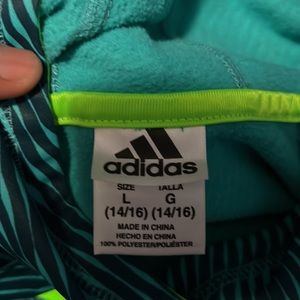 adidas
SIZE TALLA
L G
(14/16) (14/16)
MADE IN CHINA
HECHO EN CHINA
100% POLYESTER/POLIÉSTER